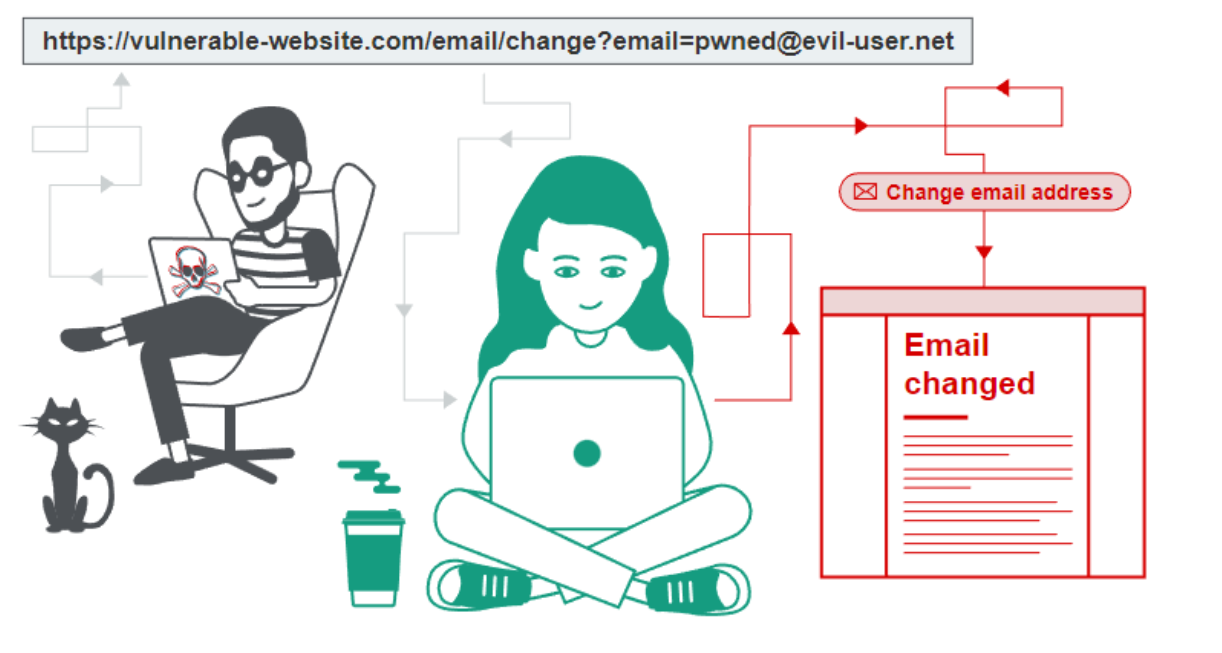 https://vulnerable-website.com/email/change?email=pwned@evil-user.net
Change email address
Email
changed